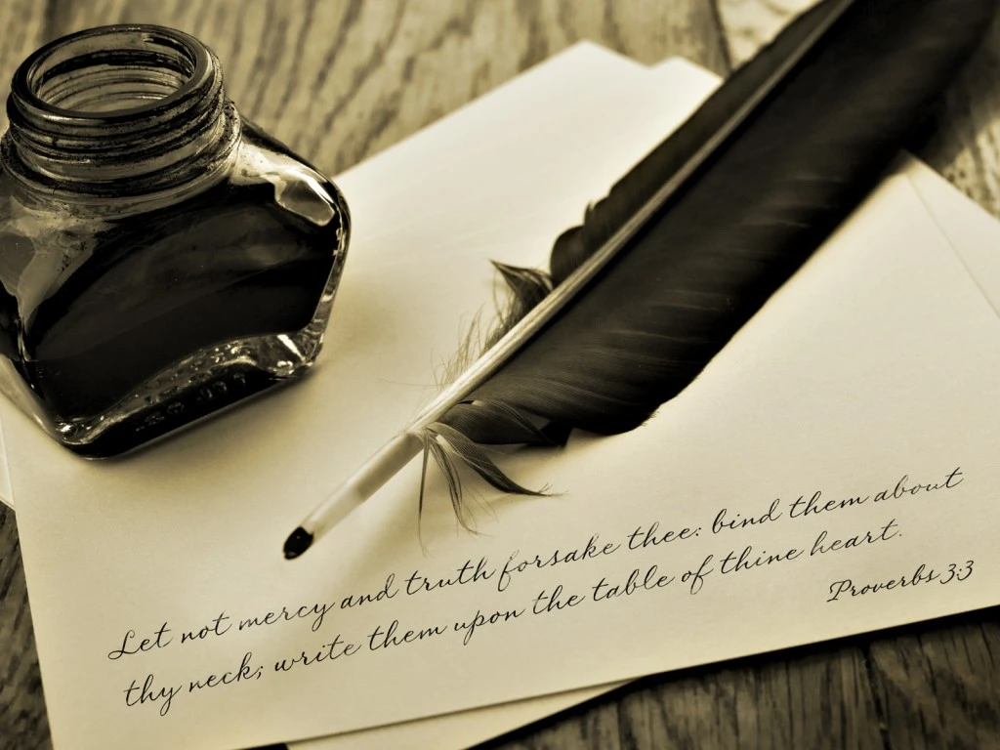 Let not mercy and truth forsake thee: bind them about
thy neck; write them upon the table of thine heart.
Proverbs 3:3